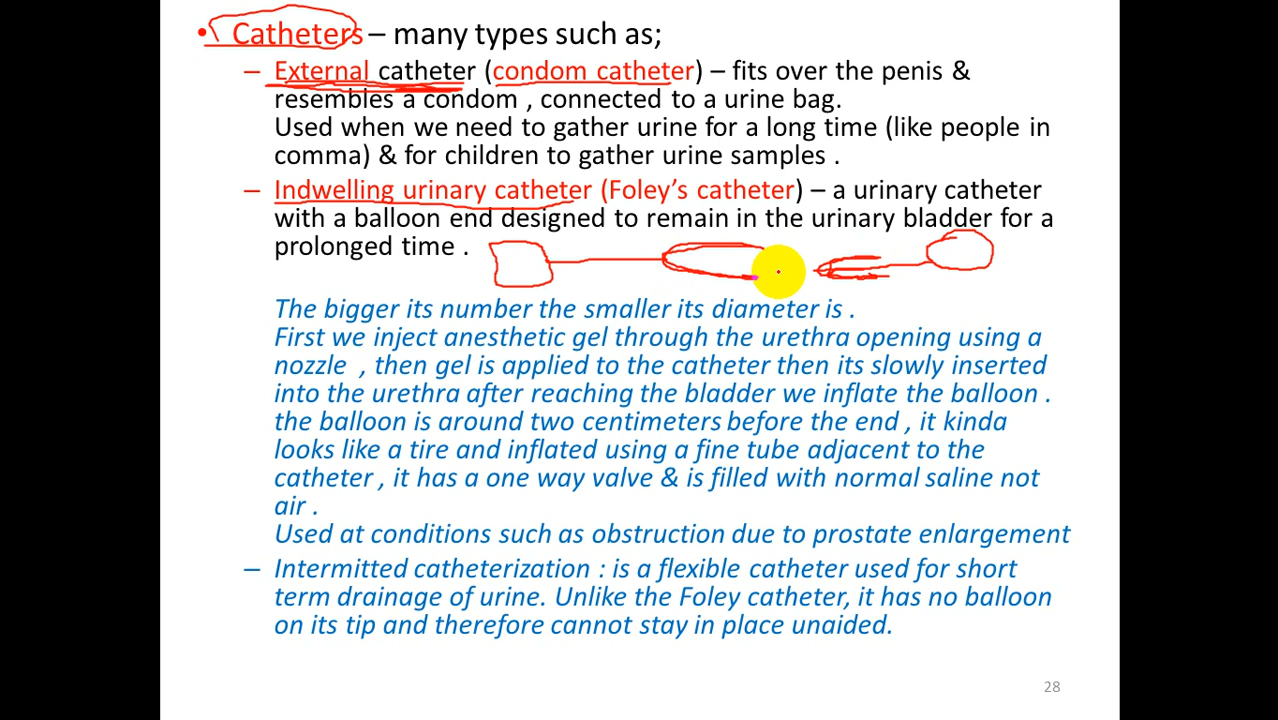 • Catheters – many types such as;
– External catheter (condom catheter) – fits over the penis &
resembles a condom , connected to a urine bag.
Used when we need to gather urine for a long time (like people in
comma) & for children to gather urine samples .
– Indwelling urinary catheter (Foley's catheter) – a urinary catheter
with a balloon end designed to remain in the urinary bladder for a
prolonged time .
The bigger its number the smaller its diameter is .
First we inject anesthetic gel through the urethra opening using a
nozzle , then gel is applied to the catheter then its slowly inserted
into the urethra after reaching the bladder we inflate the balloon .
the balloon is around two centimeters before the end , it kinda
looks like a tire and inflated using a fine tube adjacent to the
catheter , it has a one way valve & is filled with normal saline not
air .
Used at conditions such as obstruction due to prostate enlargement
– Intermitted catheterization : is a flexible catheter used for short
term drainage of urine. Unlike the Foley catheter, it has no balloon
on its tip and therefore cannot stay in place unaided.
28